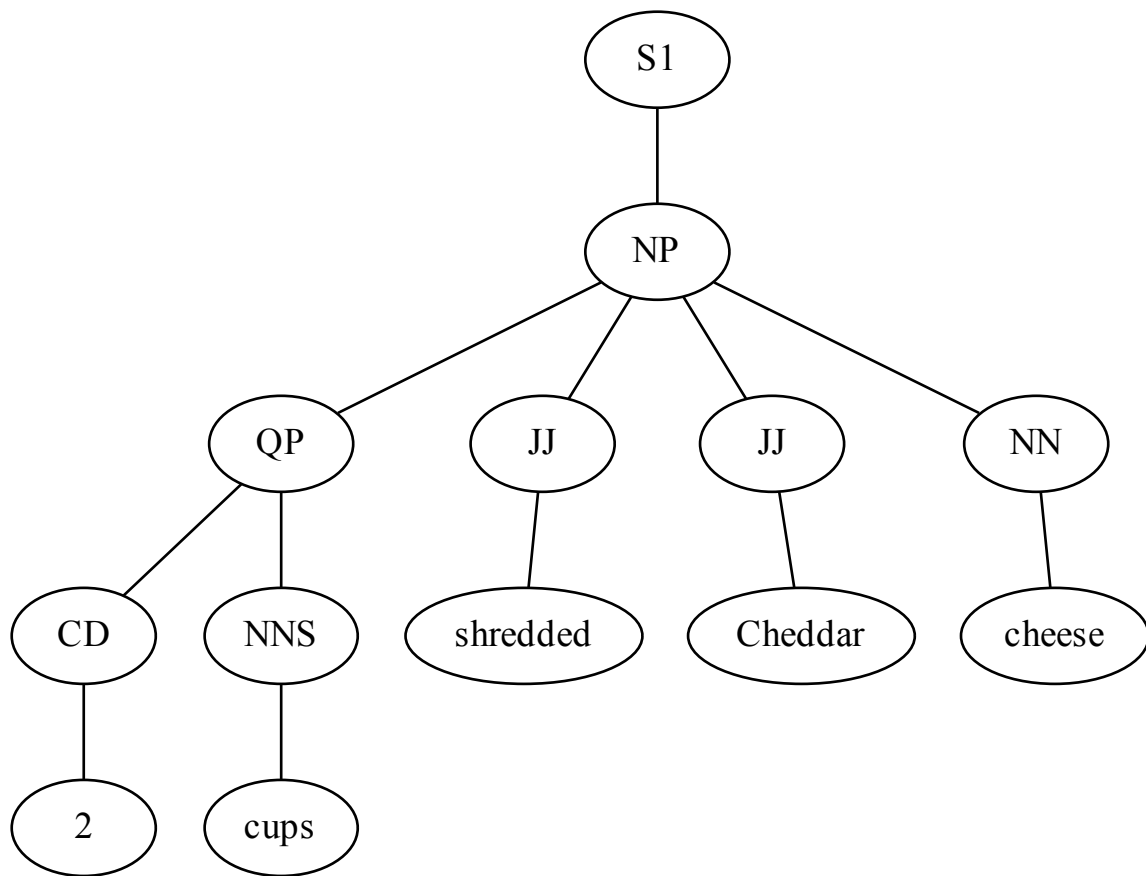 S1
NP
QP JJ JJ NN
CD NNS shredded Cheddar cheese
2 cups